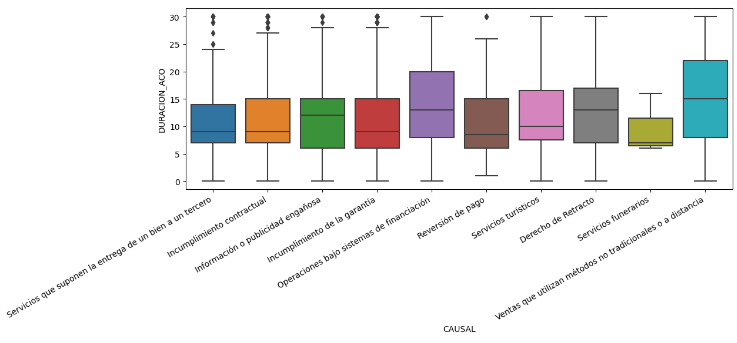 30
25
20
15
10
5
0
DURACION_ACO
Servicios que suponen la entrega de un bien a un tercero
Incumplimiento contractual
Información o publicidad engañosa
Incumplimiento de la garantía
Operaciones bajo sistemas de financiación
Reversión de pago
Servicios turísticos
Derecho de Retracto
Servicios funerarios
Ventas que utilizan métodos no tradicionales o a distancia
CAUSAL